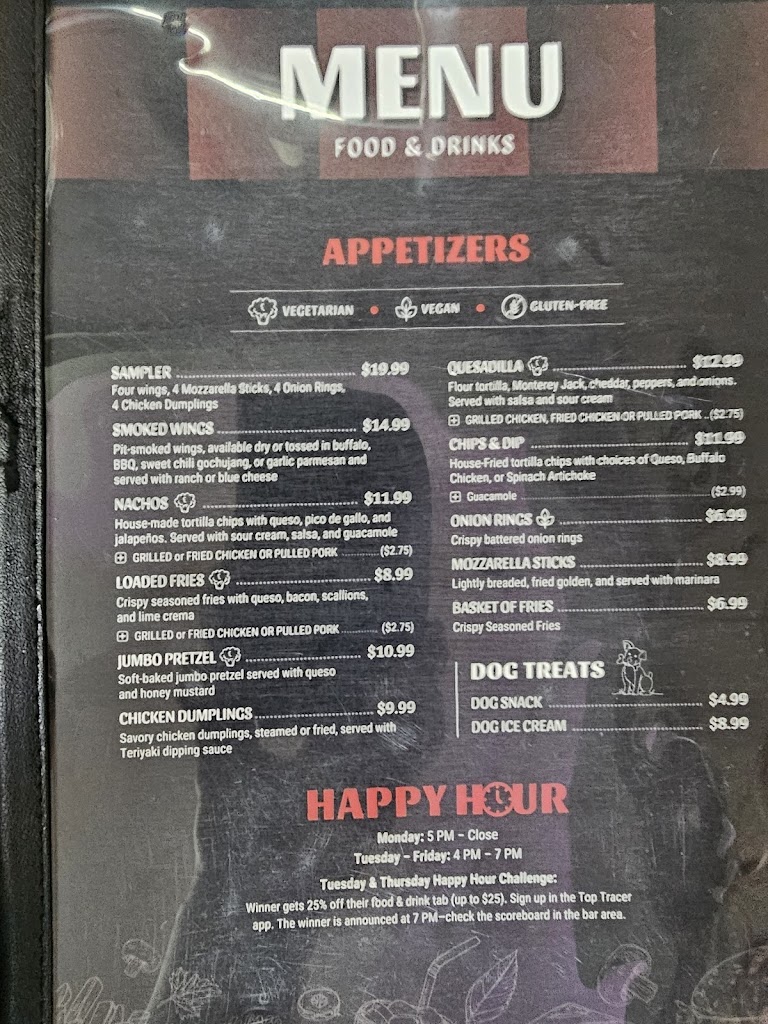 MENU
FOOD & DRINKS
APPETIZERS
VEGETARIAN • VEGAN • GLUTEN-FREE
SAMPLER ........ $19.99
Four wings, 4 Mozzarella Sticks, 4 Onion Rings,
4 Chicken Dumplings
SMOKED WINGS ........ $14.99
Pit-smoked wings, available dry or tossed in buffalo,
BBQ, sweet chili gochujang, or garlic parmesan and
served with ranch or blue cheese
NACHOS ........ $11.99
House-made tortilla chips with queso, pico de gallo, and
jalapeños. Served with sour cream, salsa, and guacamole
GRILLED or FRIED CHICKEN OR PULLED PORK ........ ($2.75)
LOADED FRIES ........ $8.99
Crispy seasoned fries with queso, bacon, scallions,
and lime crema
GRILLED or FRIED CHICKEN OR PULLED PORK ........ ($2.75)
JUMBO PRETZEL ........ $10.99
Soft-baked jumbo pretzel served with queso
and honey mustard
CHICKEN DUMPLINGS ........ $9.99
Savory chicken dumplings, steamed or fried, served with
Teriyaki dipping sauce
QUESADILLA ........ $12.99
Flour tortilla, Monterey Jack, cheddar, peppers, and onions.
Served with salsa and sour cream
GRILLED CHICKEN, FRIED CHICKEN OR PULLED PORK .. ($2.75)
CHIPS & DIP ........ $11.99
House-Fried tortilla chips with choices of Queso, Buffalo
Chicken, or Spinach Artichoke
Guacamole ........ ($2.99)
ONION RINGS ........ $6.99
Crispy battered onion rings
MOZZARELLA STICKS ........ $8.99
Lightly breaded, fried golden, and served with marinara
BASKET OF FRIES ........ $6.99
Crispy Seasoned Fries
DOG TREATS
DOG SNACK ........ $4.99
DOG ICE CREAM ........ $8.99
HAPPY HOUR
Monday: 5 PM – Close
Tuesday – Friday: 4 PM – 7 PM
Tuesday & Thursday Happy Hour Challenge:
Winner gets 25% off their food & drink tab (up to $25). Sign up in the Top Tracer
app. The winner is announced at 7 PM–check the scoreboard in the bar area.